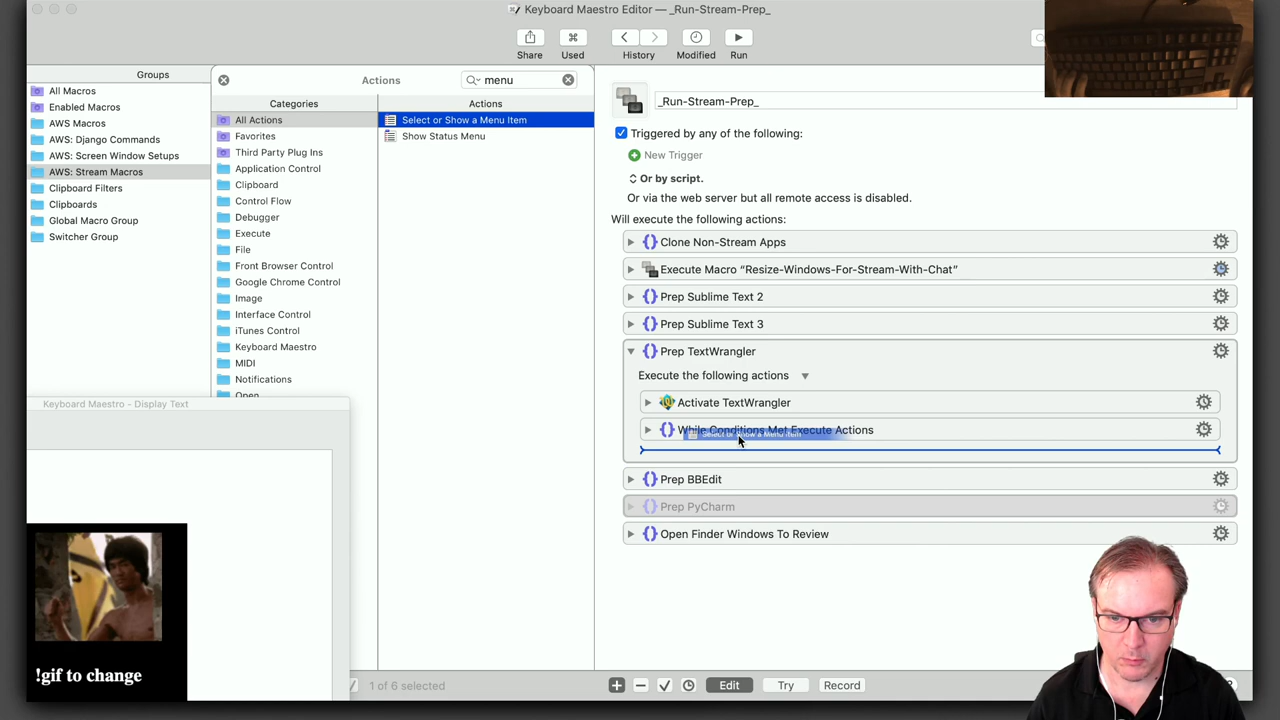 Keyboard Maestro Editor — _Run-Stream-Prep_
Share
Used
History
Modified
Run
Groups
All Macros
Enabled Macros
AWS Macros
AWS: Django Commands
AWS: Screen Window Setups
AWS: Stream Macros
Clipboard Filters
Clipboards
Global Macro Group
Switcher Group
Actions
menu
Categories
All Actions
Favorites
Third Party Plug Ins
Application Control
Clipboard
Control Flow
Debugger
Execute
File
Front Browser Control
Google Chrome Control
Image
Interface Control
iTunes Control
Keyboard Maestro
MIDI
Notifications
Open
Actions
Select or Show a Menu Item
Show Status Menu
_Run-Stream-Prep_
Triggered by any of the following:
New Trigger
Or by script.
Or via the web server but all remote access is disabled.
Will execute the following actions:
Clone Non-Stream Apps
Execute Macro “Resize-Windows-For-Stream-With-Chat”
Prep Sublime Text 2
Prep Sublime Text 3
Prep TextWrangler
Execute the following actions
Activate TextWrangler
While Conditions Met Execute Actions
Select or Show a Menu Item
Prep BBEdit
Prep PyCharm
Open Finder Windows To Review
Keyboard Maestro - Display Text
!gif to change
1 of 6 selected
Edit
Try
Record